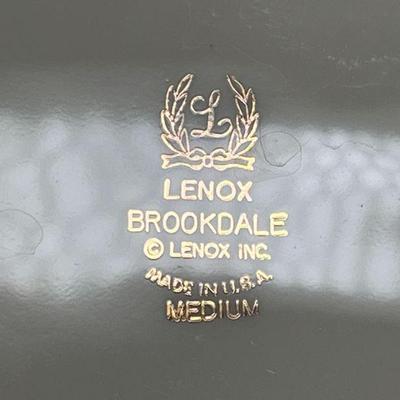 L
LENOX
BROOKDALE
© LENOX INC.
MADE IN U.S.A.
MEDIUM